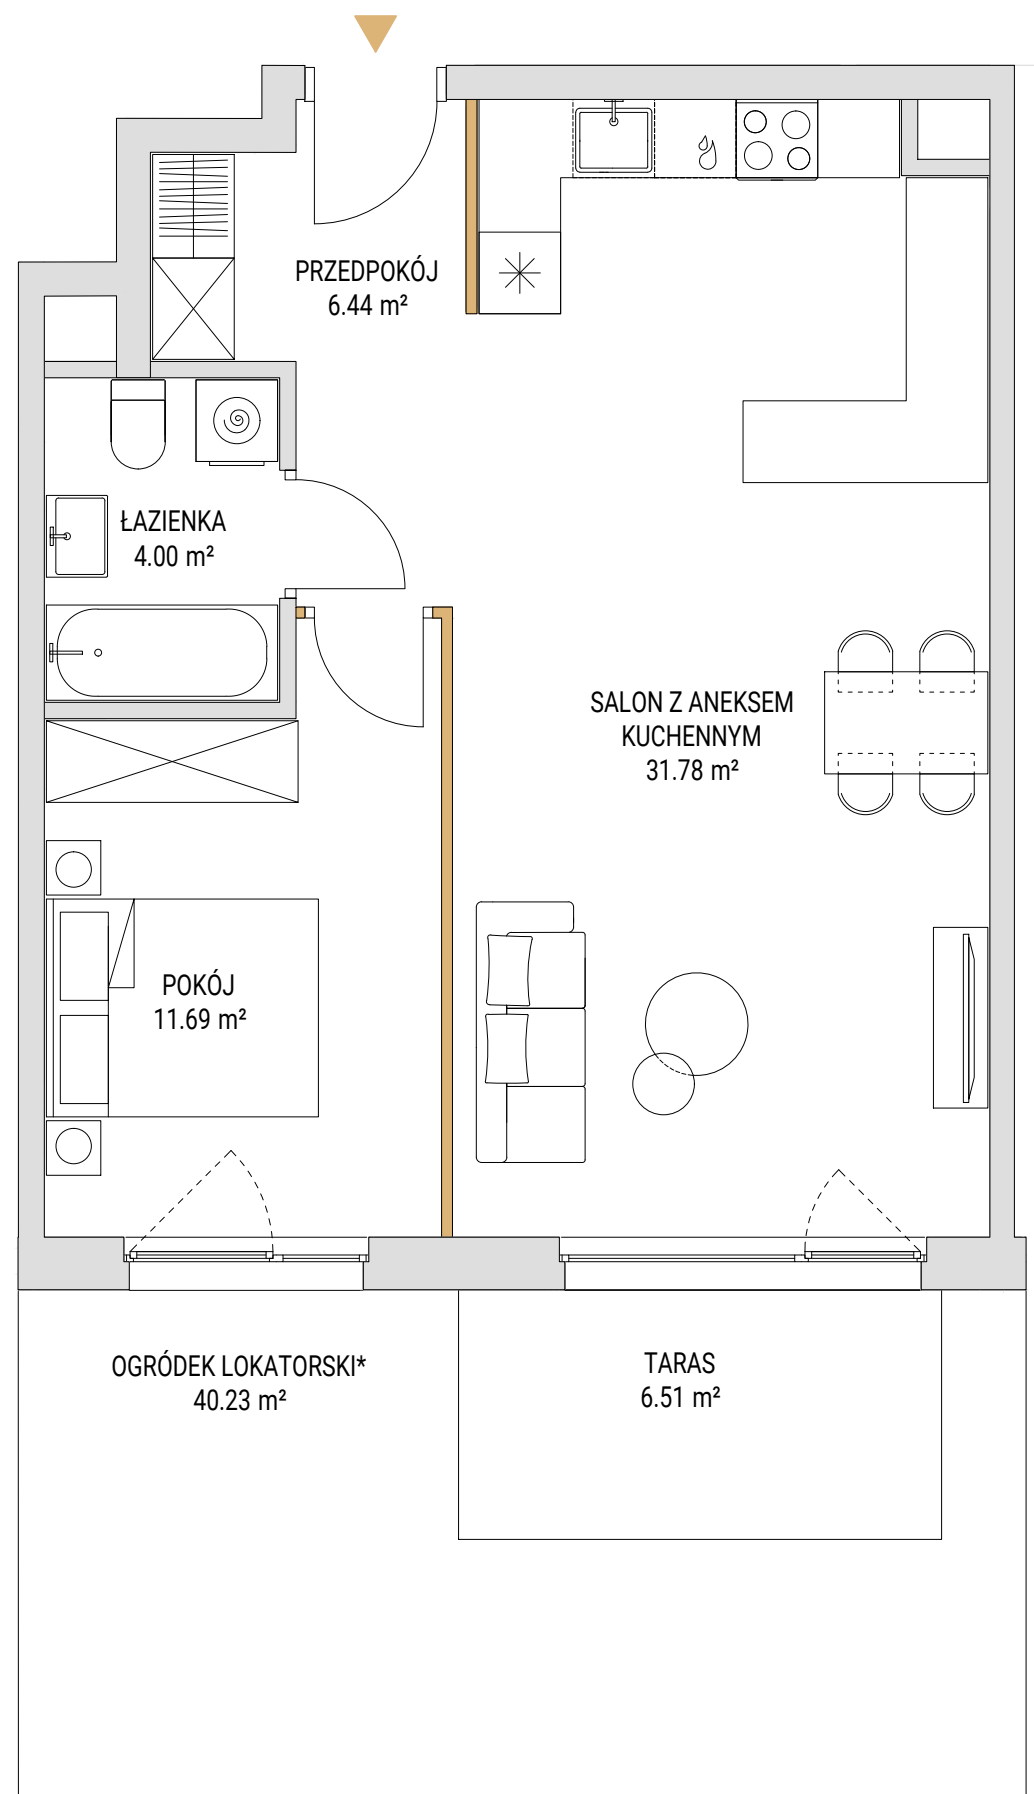 PRZEDPOKÓJ
6.44 m²
ŁAZIENKA
4.00 m²
SALON Z ANEKSEM
KUCHENNYM
31.78 m²
POKÓJ
11.69 m²
OGRÓDEK LOKATORSKI*
40.23 m²
TARAS
6.51 m²